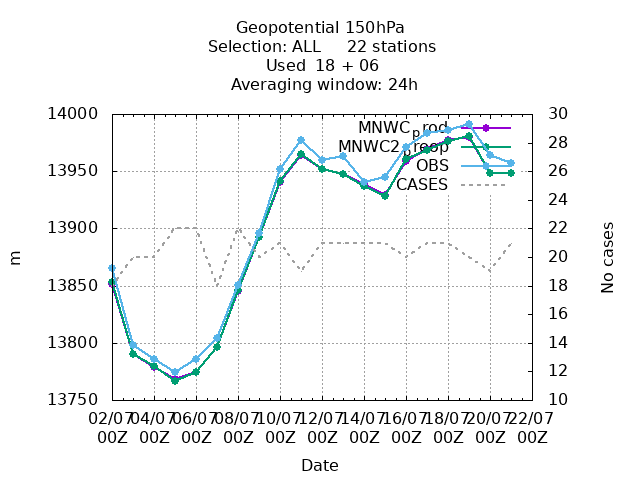 Geopotential 150hPa
Selection: ALL 22 stations
Used 18 + 06
Averaging window: 24h
14000
13950
13900
13850
13800
13750
m
30
28
26
24
22
20
18
16
14
12
10
No cases
MNWC_prod
MNWC2_preop
OBS
CASES
02/07 04/07 06/07 08/07 10/07 12/07 14/07 16/07 18/07 20/07 22/07
00Z 00Z 00Z 00Z 00Z 00Z 00Z 00Z 00Z 00Z 00Z
Date